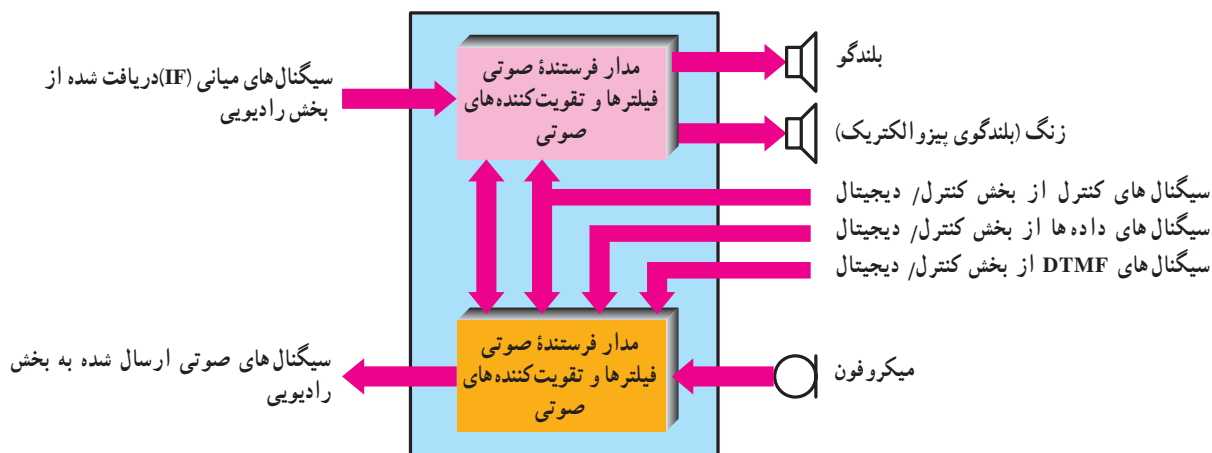 بلندگو
مدار فرستندهٔ صوتی
فیلترها و تقویت‌کننده‌های
صوتی
سیگنال‌های میانی (IF)دریافت شده از
بخش رادیویی
زنگ (بلندگوی پیزوالکتریک)
سیگنال‌های کنترل از بخش کنترل/ دیجیتال
سیگنال‌های داده‌ها از بخش کنترل/ دیجیتال
سیگنال‌های DTMF از بخش کنترل/ دیجیتال
مدار فرستندهٔ صوتی
فیلترها و تقویت‌کننده‌های
صوتی
میکروفون
سیگنال‌های صوتی ارسال شده به بخش
رادیویی